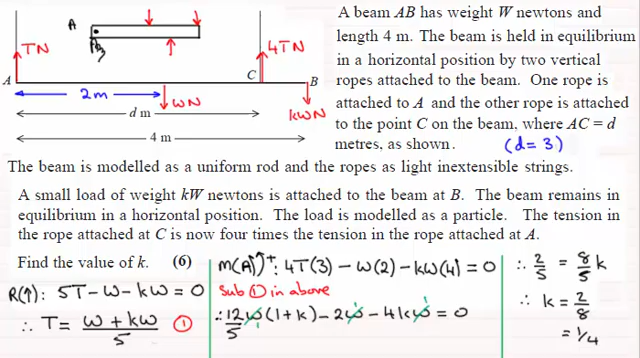 A
TN
4TN
A
C
B
2m
WN
kWN
d m
4 m
A beam AB has weight W newtons and
length 4 m. The beam is held in equilibrium
in a horizontal position by two vertical
ropes attached to the beam. One rope is
attached to A and the other rope is attached
to the point C on the beam, where AC = d
metres, as shown. (d=3)
The beam is modelled as a uniform rod and the ropes as light inextensible strings.
A small load of weight kW newtons is attached to the beam at B. The beam remains in
equilibrium in a horizontal position. The load is modelled as a particle. The tension in
the rope attached at C is now four times the tension in the rope attached at A.
Find the value of k. (6)
R(↑): 5T - W - kW = 0
∴ T = (W + kW)/5 ①
M(A)↑+: 4T(3) - W(2) - kW(4) = 0
Sub ① in above
∴ 12/5 W(1+k) - 2W - 4kW = 0
∴ 2/5 = 8/5 k
∴ k = 2/8
= 1/4